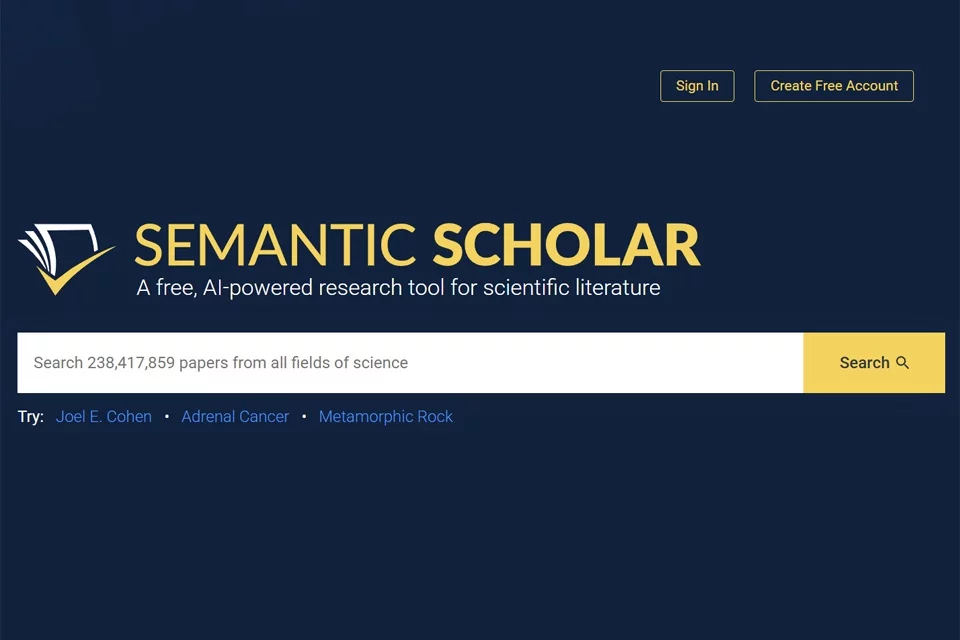 Sign In
Create Free Account
SEMANTIC SCHOLAR
A free, AI-powered research tool for scientific literature
Search 238,417,859 papers from all fields of science
Search
Try: Joel E. Cohen • Adrenal Cancer • Metamorphic Rock